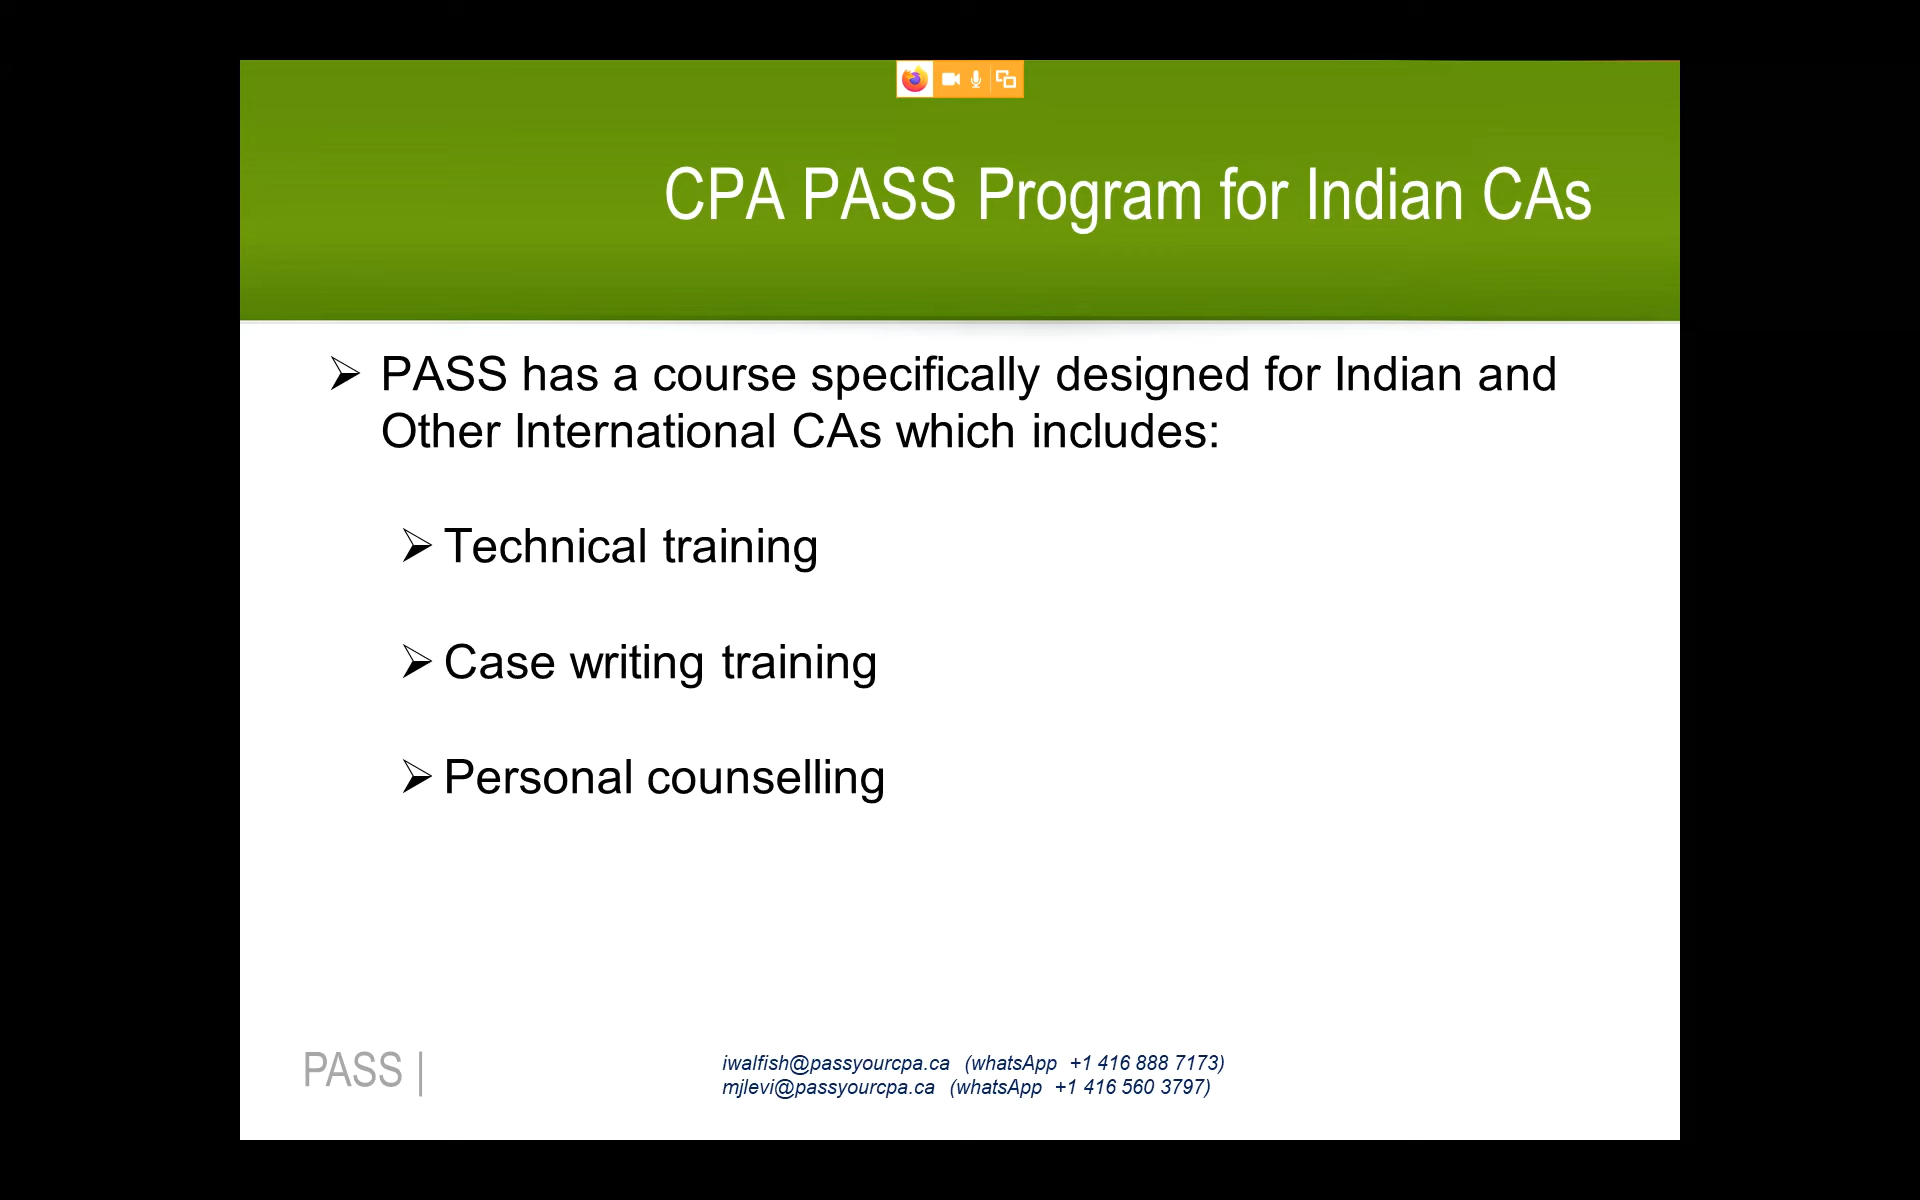 CPA PASS Program for Indian CAs
➢ PASS has a course specifically designed for Indian and
Other International CAs which includes:
➢ Technical training
➢ Case writing training
➢ Personal counselling
PASS |
iwalfish@passyourcpa.ca (whatsApp +1 416 888 7173)
mjlevi@passyourcpa.ca (whatsApp +1 416 560 3797)